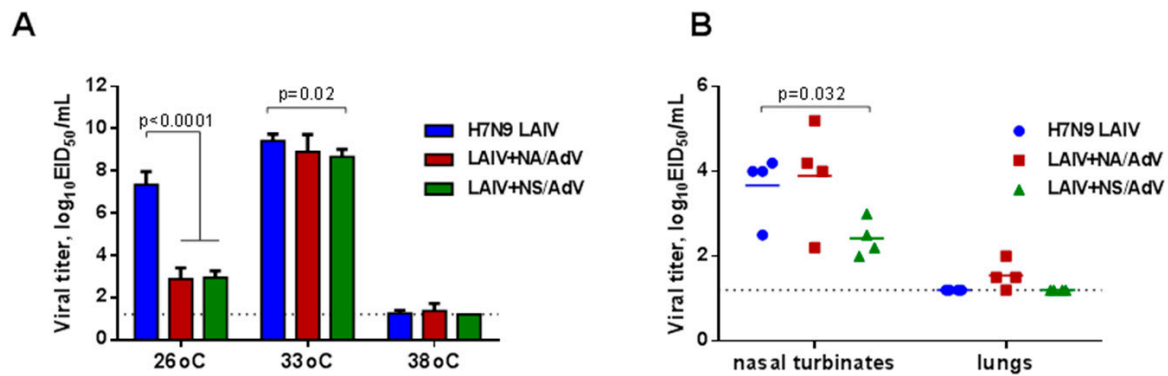 A
Viral titer, log10EID50/mL
12
10
8
6
4
2
0
p<0.0001
p=0.02
H7N9 LAIV
LAIV+NA/AdV
LAIV+NS/AdV
26oC 33oC 38oC
B
Viral titer, log10EID50/mL
6
4
2
0
p=0.032
H7N9 LAIV
LAIV+NA/AdV
LAIV+NS/AdV
nasal turbinates lungs